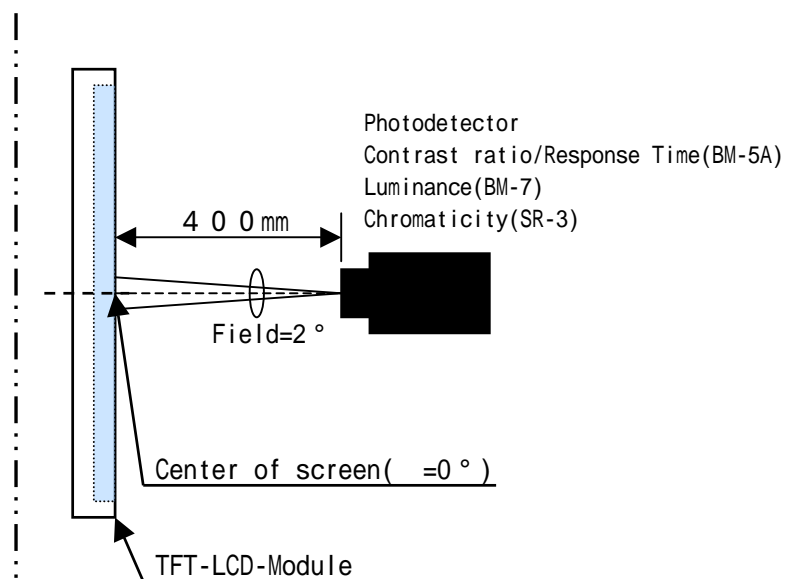 Photodetector
Contrast ratio/Response Time(BM-5A)
Luminance(BM-7)
Chromaticity(SR-3)
４００㎜
Field=2°
Center of screen( =0°)
TFT-LCD-Module